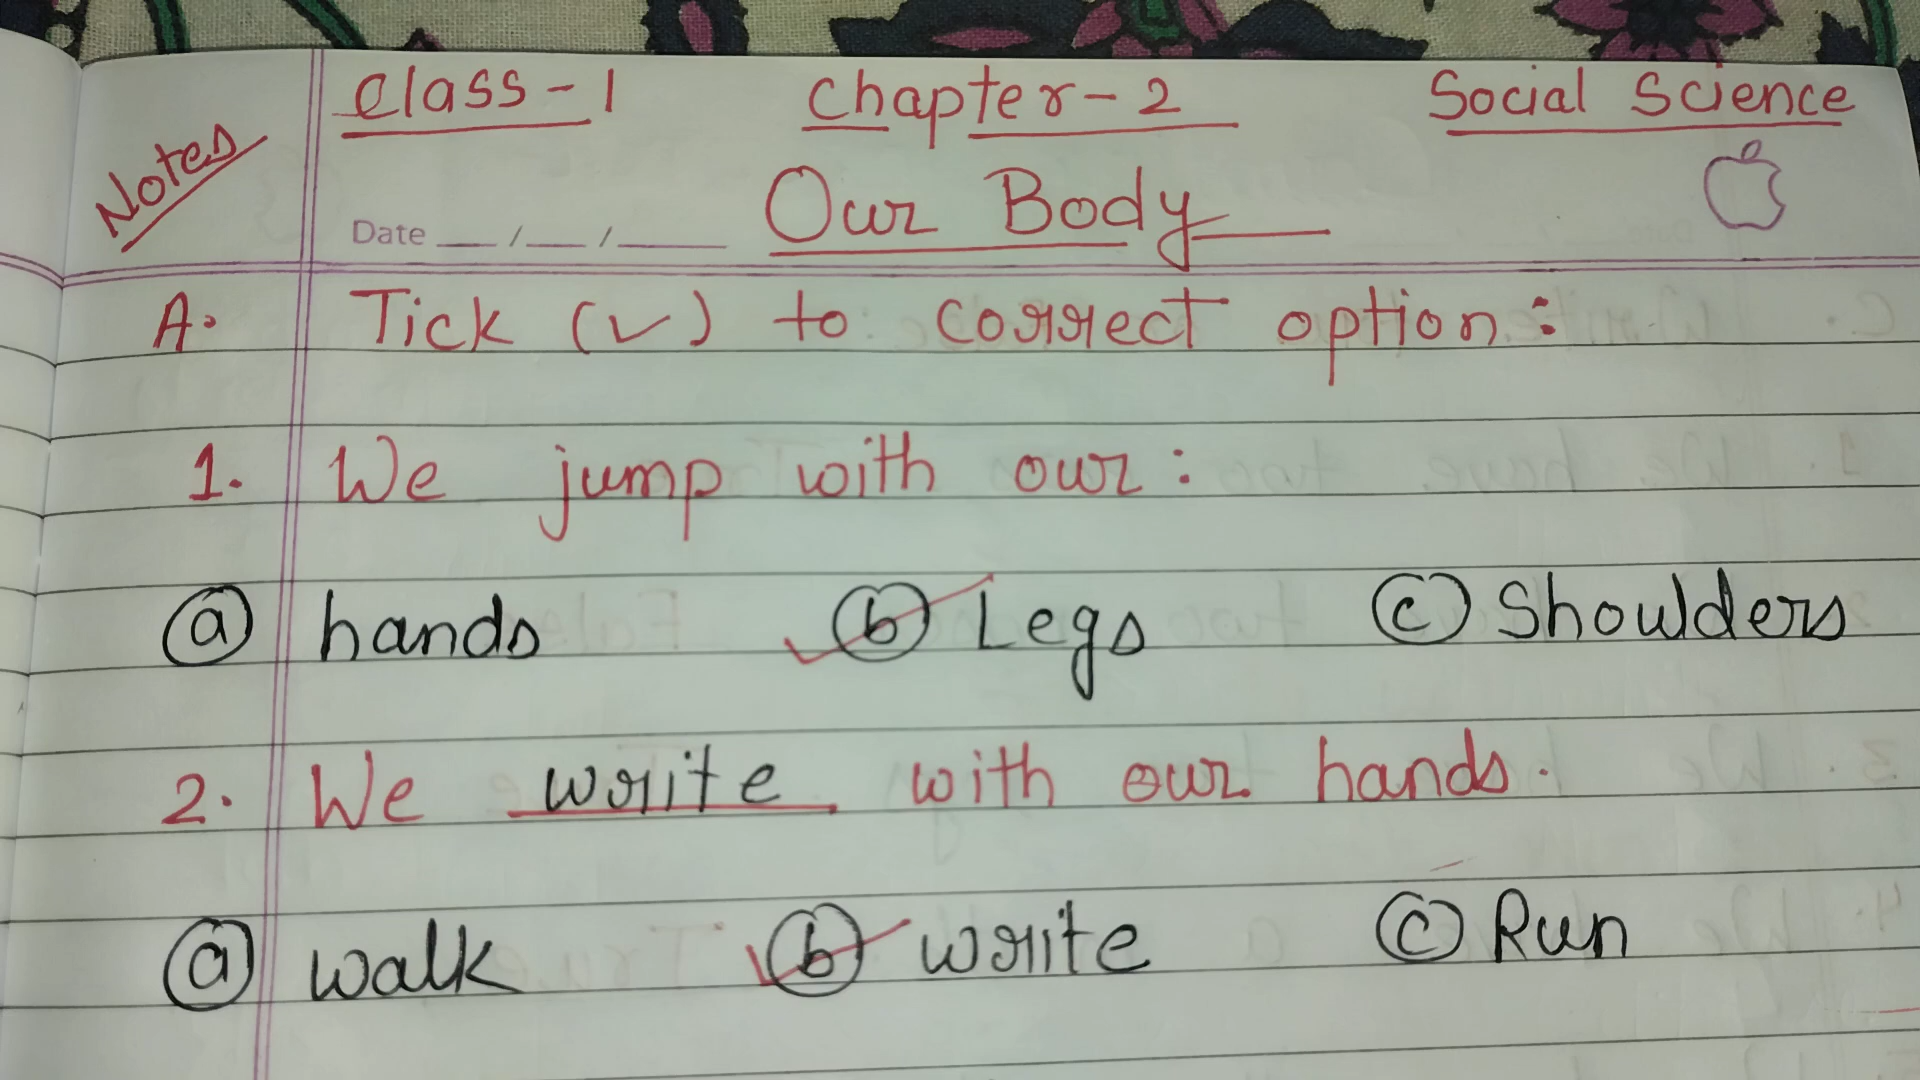 Class-1 Chapter-2 Social Science
Notes
Date __/__/____ Our Body
A. Tick (✓) to correct option:
1. We jump with our:
(a) hands (b) Legs (c) Shoulders
2. We write with our hands.
(a) walk (b) write (c) Run